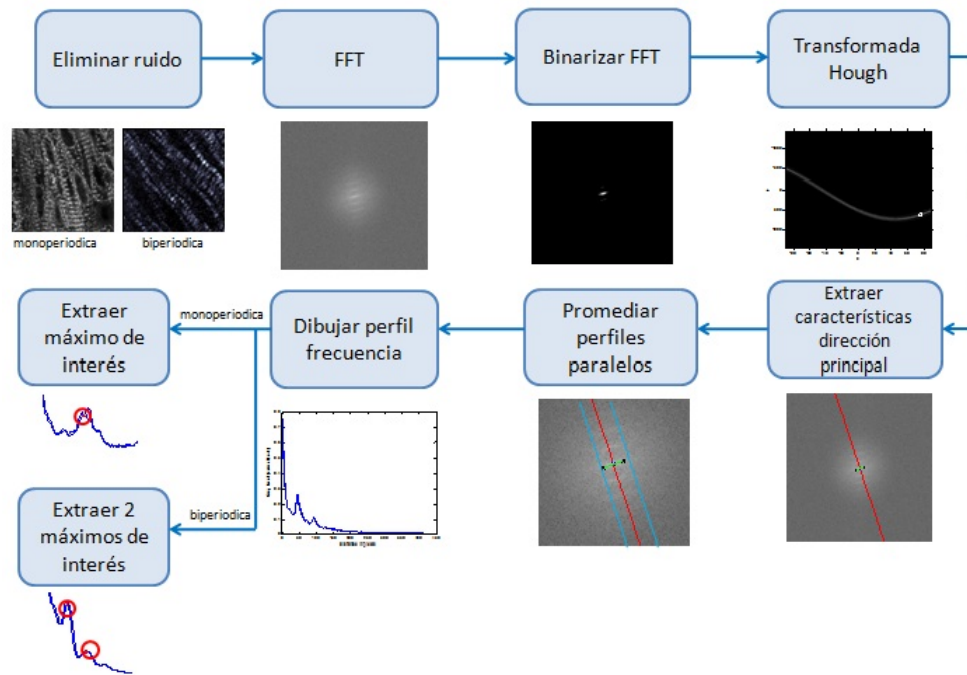 Eliminar ruido
FFT
Binarizar FFT
Transformada
Hough
monoperiodica
biperiodica
Extraer
máximo de
interés
monoperiodica
Dibujar perfil
frecuencia
Promediar
perfiles
paralelos
Extraer
características
dirección
principal
biperiodica
Extraer 2
máximos de
interés